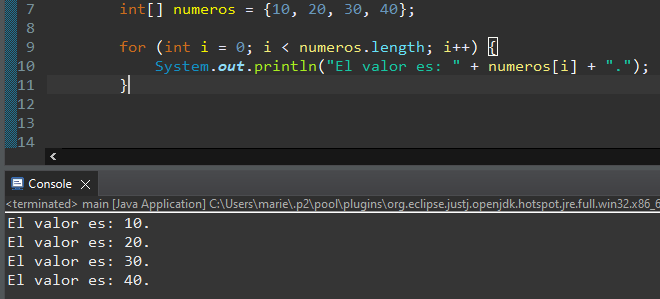 7 int[] numeros = {10, 20, 30, 40};
8
9 for (int i = 0; i < numeros.length; i++) {
10 System.out.println("El valor es: " + numeros[i] + ".");
11 }
12
13
14
Console
<terminated> main [Java Application] C:\Users\marie\.p2\pool\plugins\org.eclipse.justj.openjdk.hotspot.jre.full.win32.x86_6
El valor es: 10.
El valor es: 20.
El valor es: 30.
El valor es: 40.